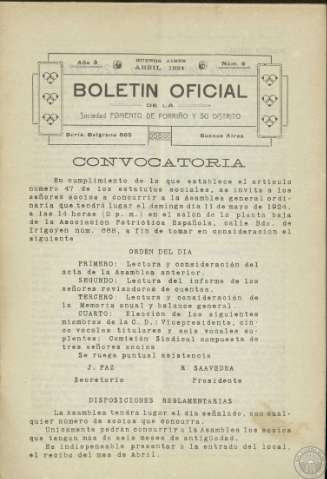 Año 3
BUENOS AIRES
ABRIL 1924
Núm. 6
BOLETIN OFICIAL
DE LA
Sociedad FOMENTO DE PORRIÑO Y SU DISTRITO
Scría. Belgrano 865
Buenos Aires
CONVOCATORIA
En cumplimiento de lo que establece el artículo
número 47 de los estatutos sociales, se invita a los
señores socios a concurrir a la Asamblea general ordi-
naria que tendrá lugar el domingo día 11 de mayo de 1924,
a las 14 horas (2 p. m.) en el salón de la planta baja
de la Asociación Patriótica Española, calle Bdo. de
Irigoyen núm. 668, a fin de tomar en consideración el
siguiente
ORDEN DEL DIA
PRIMERO: Lectura y consideración del
acta de la Asamblea anterior.
SEGUNDO: Lectura del informe de los
señores revisadores de cuentas.
TERCERO: Lectura y consideración de
la Memoria anual y balance general.
CUARTO: Elección de los siguientes
miembros de la C. D.: Vicepresidente, cin-
co vocales titulares y seis vocales su-
plentes; Comisión Sindical compuesta de
tres señores socios
Se ruega puntual asistencia
J. PAZ
R. SAAVEDRA
Secretario
Presidente
DISPOSICIONES REGLAMENTARIAS
La Asamblea tendrá lugar el día señalado, con cual-
quier número de socios que concurra.
Unicamente podrán concurrir a la Asamblea los socios
que tengan más de seis meses de antigüedad.
Es indispensable presentar a la entrada del local,
el recibo del mes de Abril.